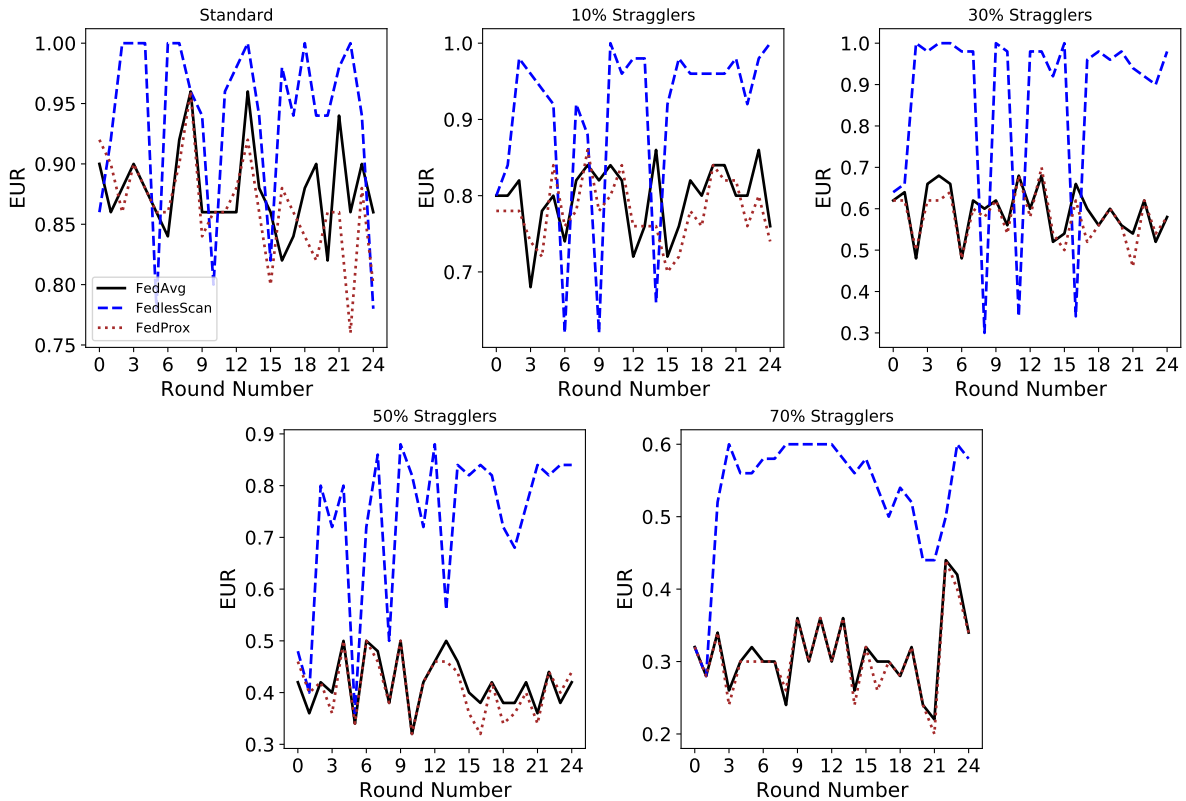 Standard
EUR
1.00
0.95
0.90
0.85
0.80
0.75
FedAvg
FedlesScan
FedProx
0 3 6 9 12 15 18 21 24
Round Number
10% Stragglers
EUR
1.0
0.9
0.8
0.7
0 3 6 9 12 15 18 21 24
Round Number
30% Stragglers
EUR
1.0
0.9
0.8
0.7
0.6
0.5
0.4
0.3
0 3 6 9 12 15 18 21 24
Round Number
50% Stragglers
EUR
0.9
0.8
0.7
0.6
0.5
0.4
0.3
0 3 6 9 12 15 18 21 24
Round Number
70% Stragglers
EUR
0.6
0.5
0.4
0.3
0.2
0 3 6 9 12 15 18 21 24
Round Number